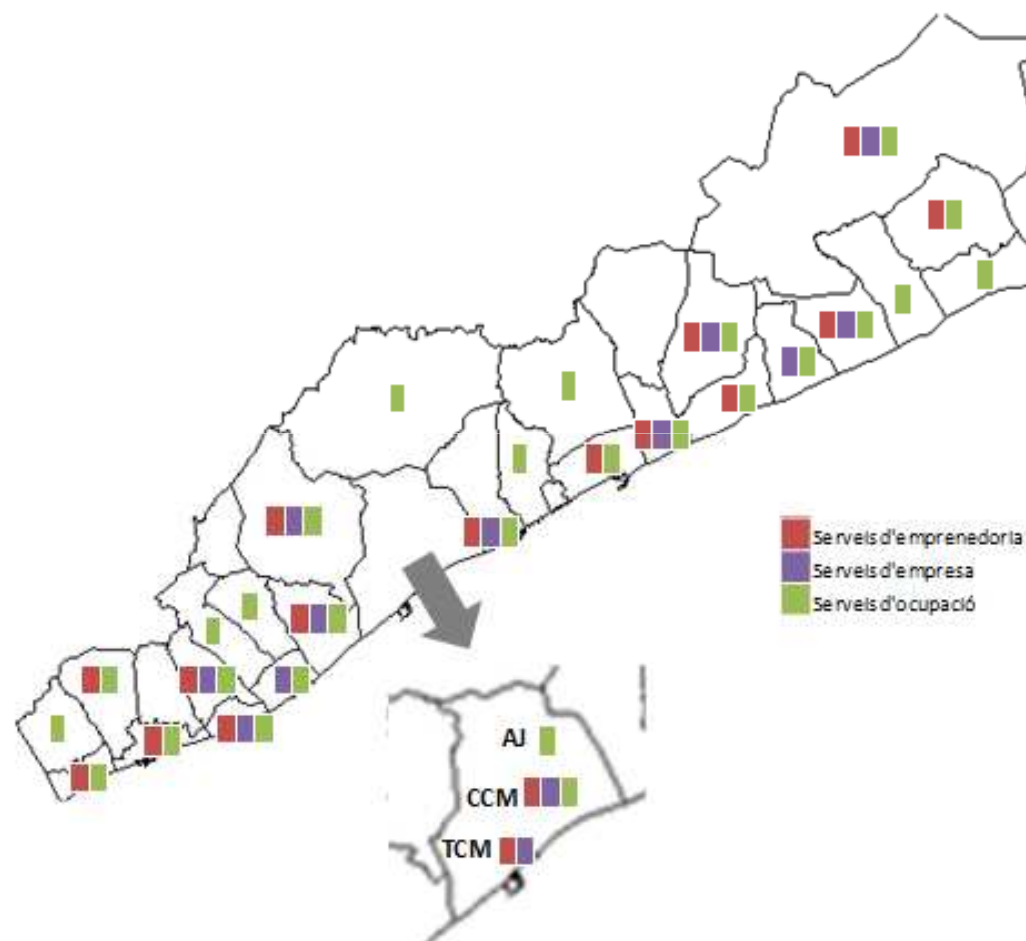 Serveis d'emprenedoria
Serveis d'empresa
Serveis d'ocupació
AJ
CCM
TCM